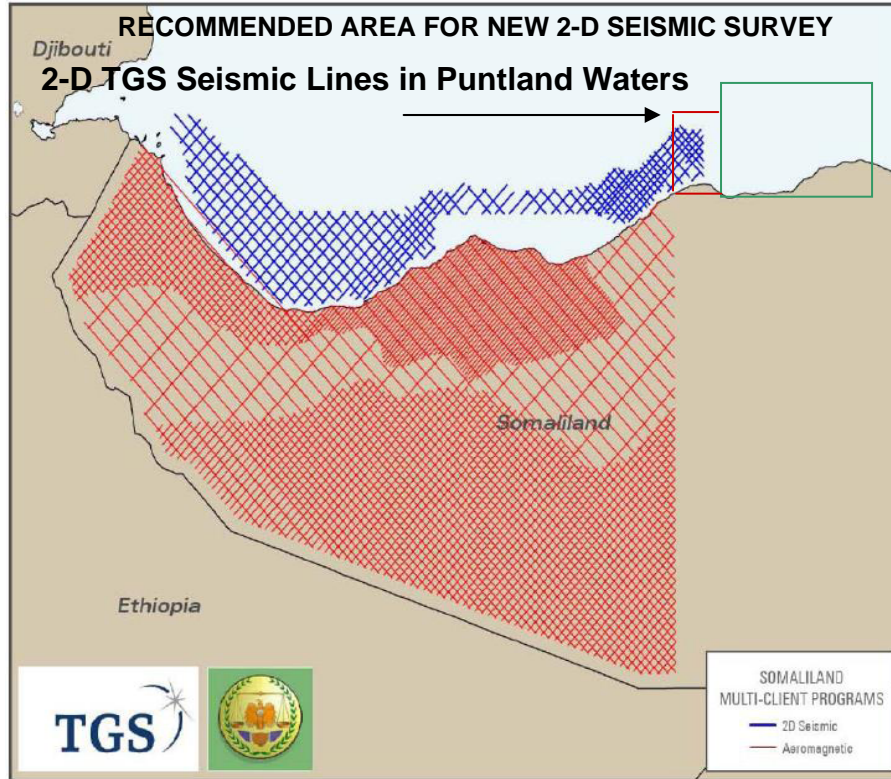 RECOMMENDED AREA FOR NEW 2-D SEISMIC SURVEY
Djibouti
2-D TGS Seismic Lines in Puntland Waters
Somaliland
Ethiopia
TGS
SOMALILAND
MULTI-CLIENT PROGRAMS
2D Seismic
Aeromagnetic